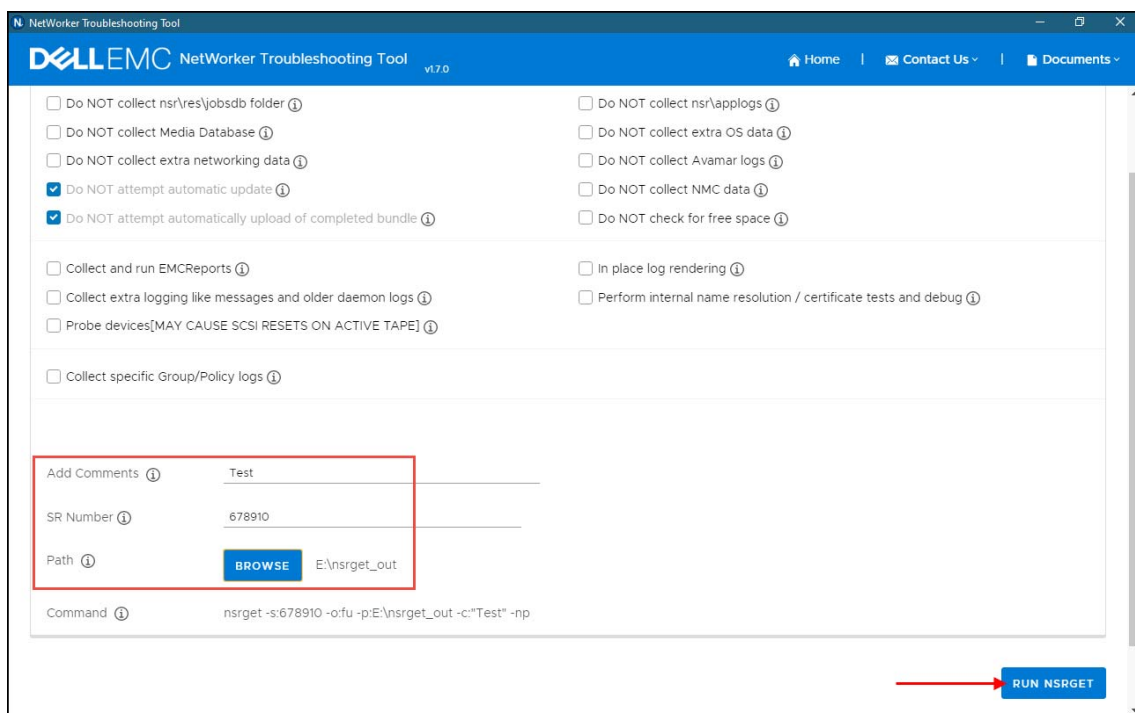 NetWorker Troubleshooting Tool
DELLEMC NetWorker Troubleshooting Tool v1.7.0
Home | Contact Us | Documents
Do NOT collect nsr\res\jobsdb folder
Do NOT collect nsr\applogs
Do NOT collect Media Database
Do NOT collect extra OS data
Do NOT collect extra networking data
Do NOT collect Avamar logs
Do NOT attempt automatic update
Do NOT collect NMC data
Do NOT attempt automatically upload of completed bundle
Do NOT check for free space
Collect and run EMCReports
In place log rendering
Collect extra logging like messages and older daemon logs
Perform internal name resolution / certificate tests and debug
Probe devices[MAY CAUSE SCSI RESETS ON ACTIVE TAPE]
Collect specific Group/Policy logs
Add Comments Test
SR Number 678910
Path BROWSE E:\nsrget_out
Command nsrget -s:678910 -o:fu -p:E:\nsrget_out -c:"Test" -np
RUN NSRGET